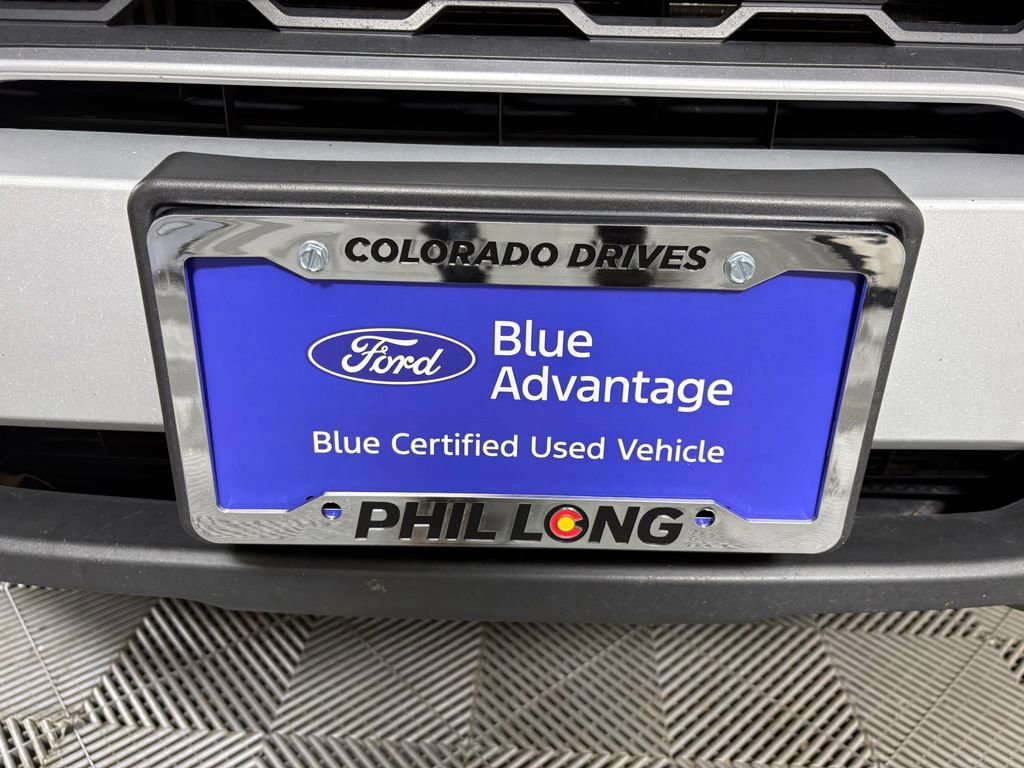 COLORADO DRIVES
Ford
Blue
Advantage
Blue Certified Used Vehicle
PHIL LONG